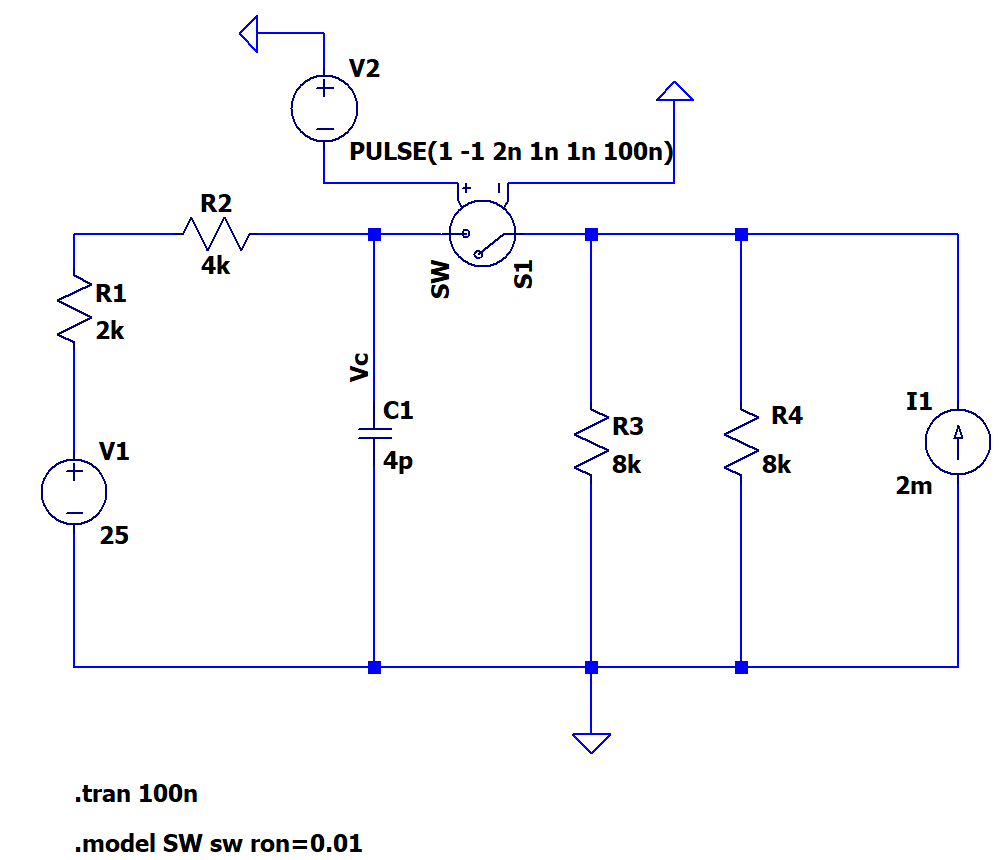 V2
PULSE(1 -1 2n 1n 1n 100n)
R2
4k
SW
S1
R1
2k
Vc
C1
4p
R3
8k
R4
8k
I1
2m
V1
25
.tran 100n
.model SW sw ron=0.01